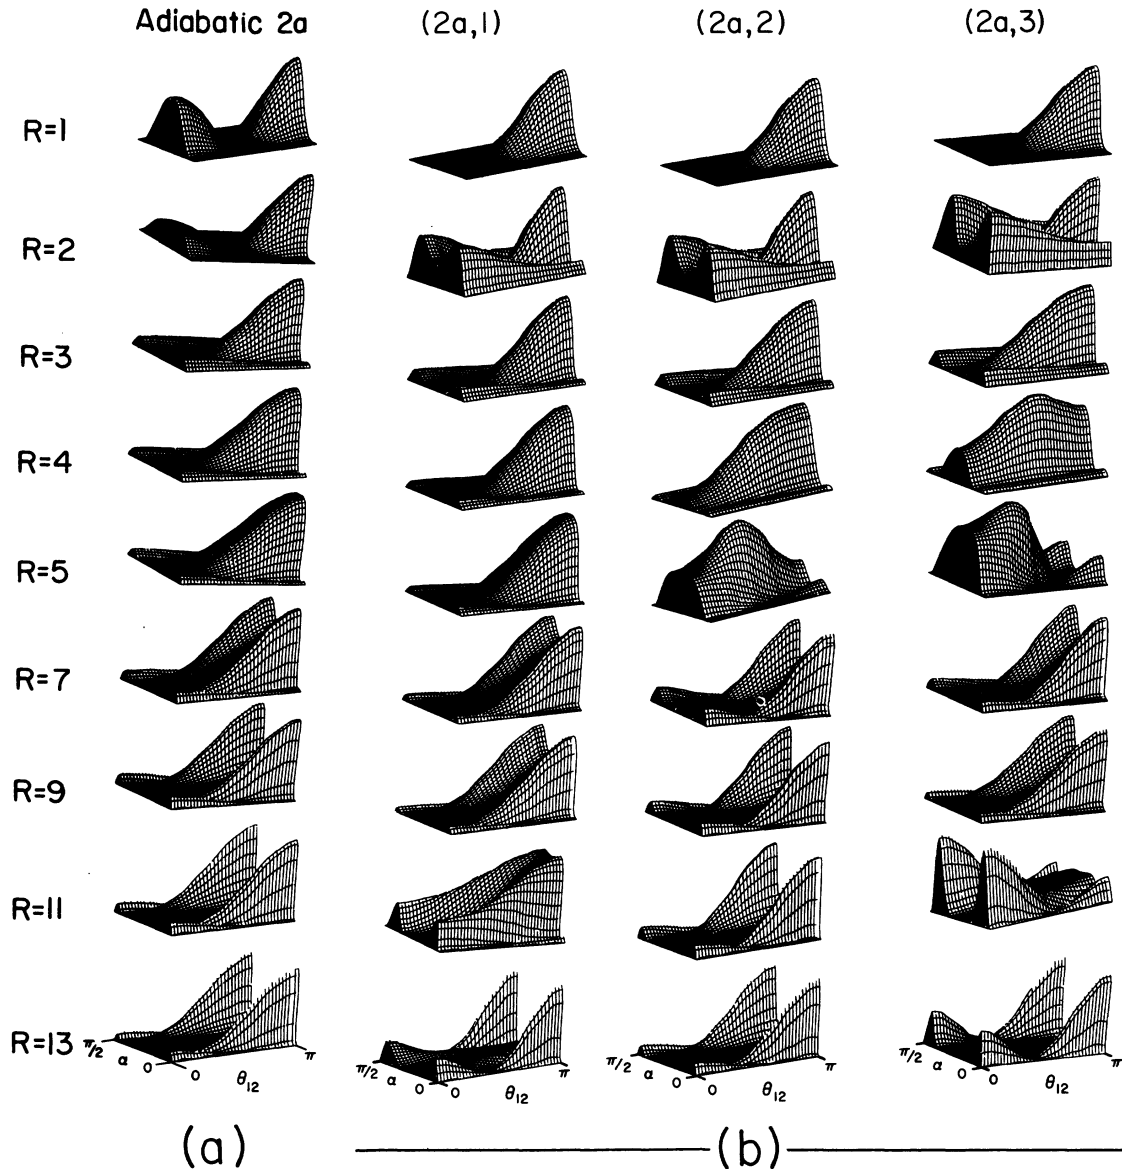 Adiabatic 2a (2a,1) (2a,2) (2a,3)
R=1
R=2
R=3
R=4
R=5
R=7
R=9
R=11
R=13
π/2 α 0 0 θ12 π
π/2 α 0 0 θ12 π
π/2 α 0 0 θ12 π
π/2 α 0 0 θ12 π
(a) (b)